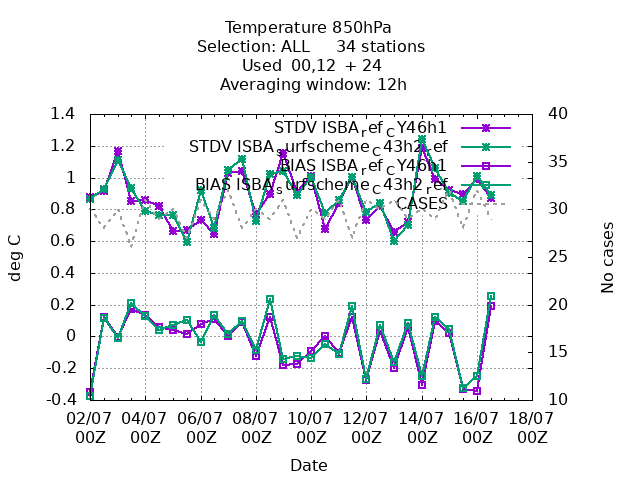 Temperature 850hPa
Selection: ALL 34 stations
Used 00,12 + 24
Averaging window: 12h
STDV ISBA_ref_CY46h1
STDV ISBA_surfscheme_C43h2_ref
BIAS ISBA_ref_CY46h1
BIAS ISBA_surfscheme_C43h2_ref
CASES
1.4
1.2
1
0.8
0.6
0.4
0.2
0
-0.2
-0.4
40
35
30
25
20
15
10
deg C
No cases
02/07 04/07 06/07 08/07 10/07 12/07 14/07 16/07 18/07
00Z 00Z 00Z 00Z 00Z 00Z 00Z 00Z 00Z
Date